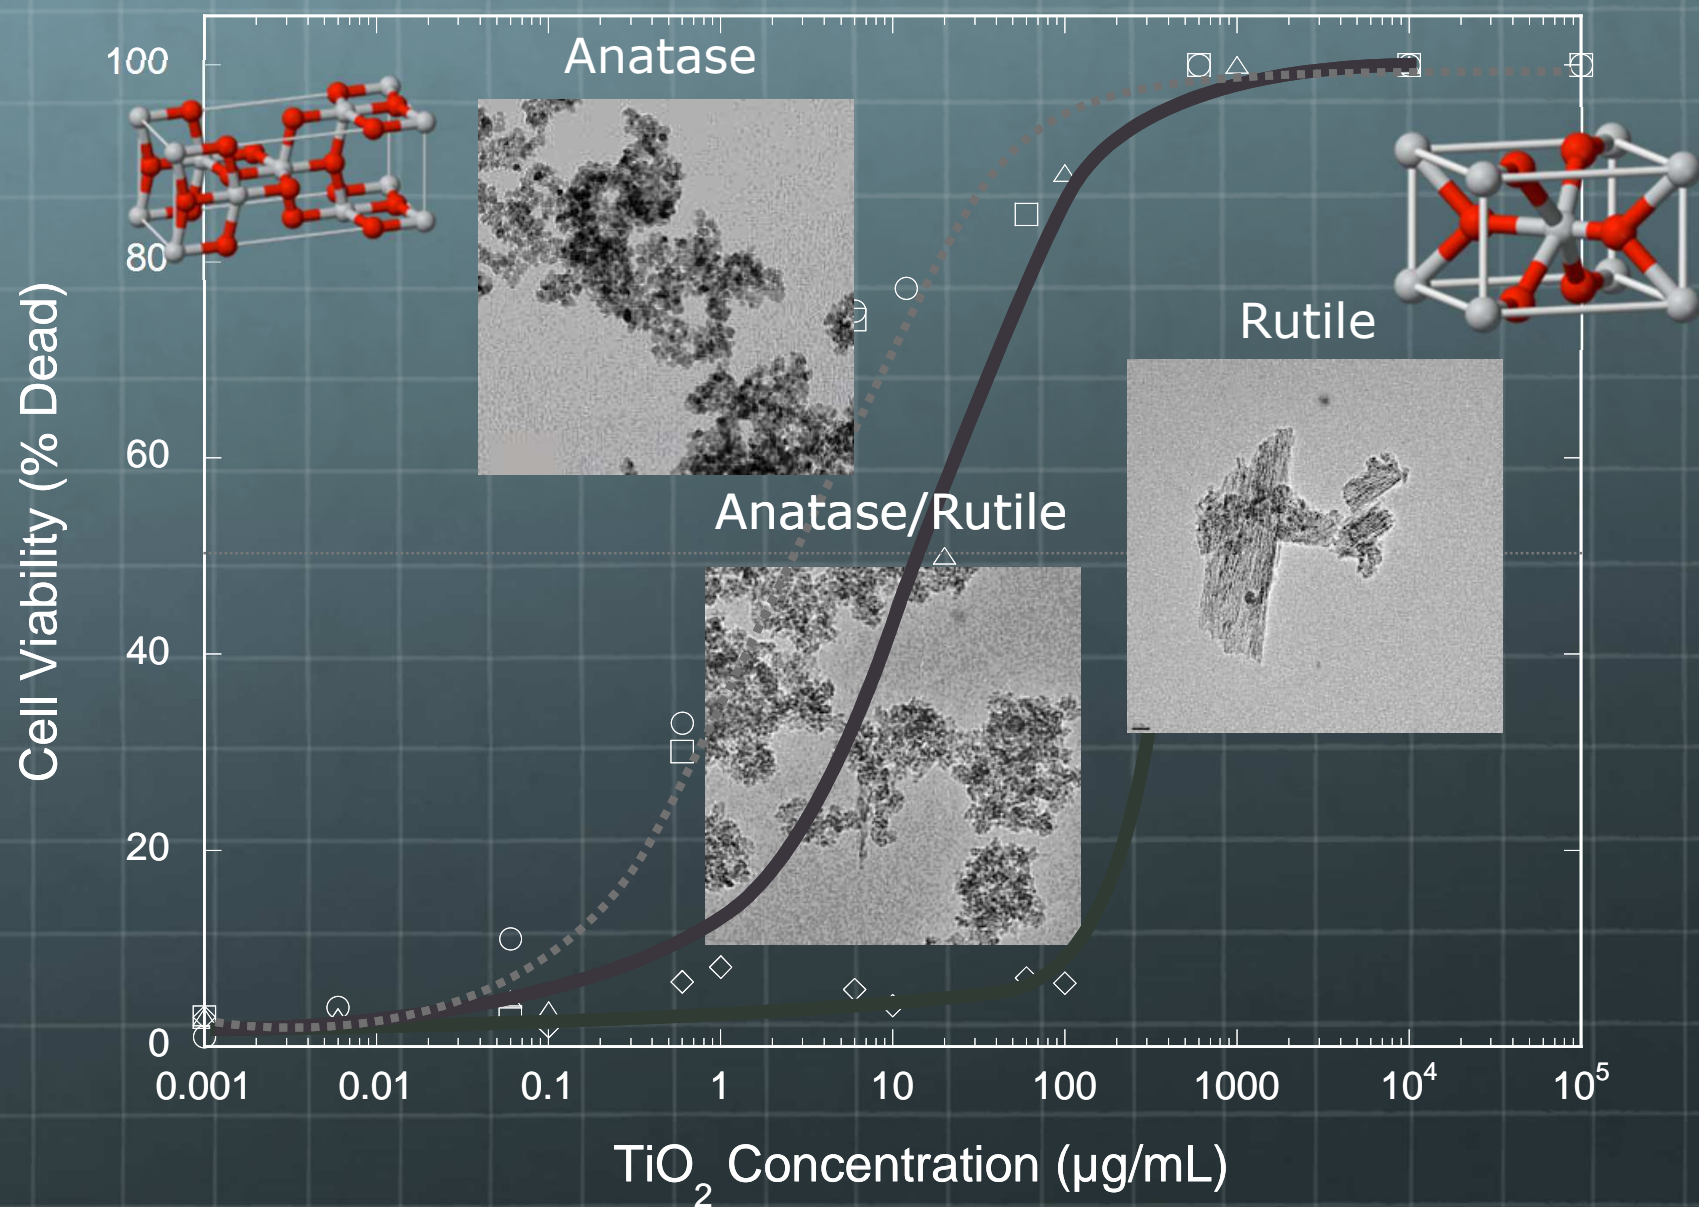 Anatase
Rutile
Anatase/Rutile
Cell Viability (% Dead)
100
80
60
40
20
0
0.001 0.01 0.1 1 10 100 1000 10⁴ 10⁵
TiO₂ Concentration (µg/mL)